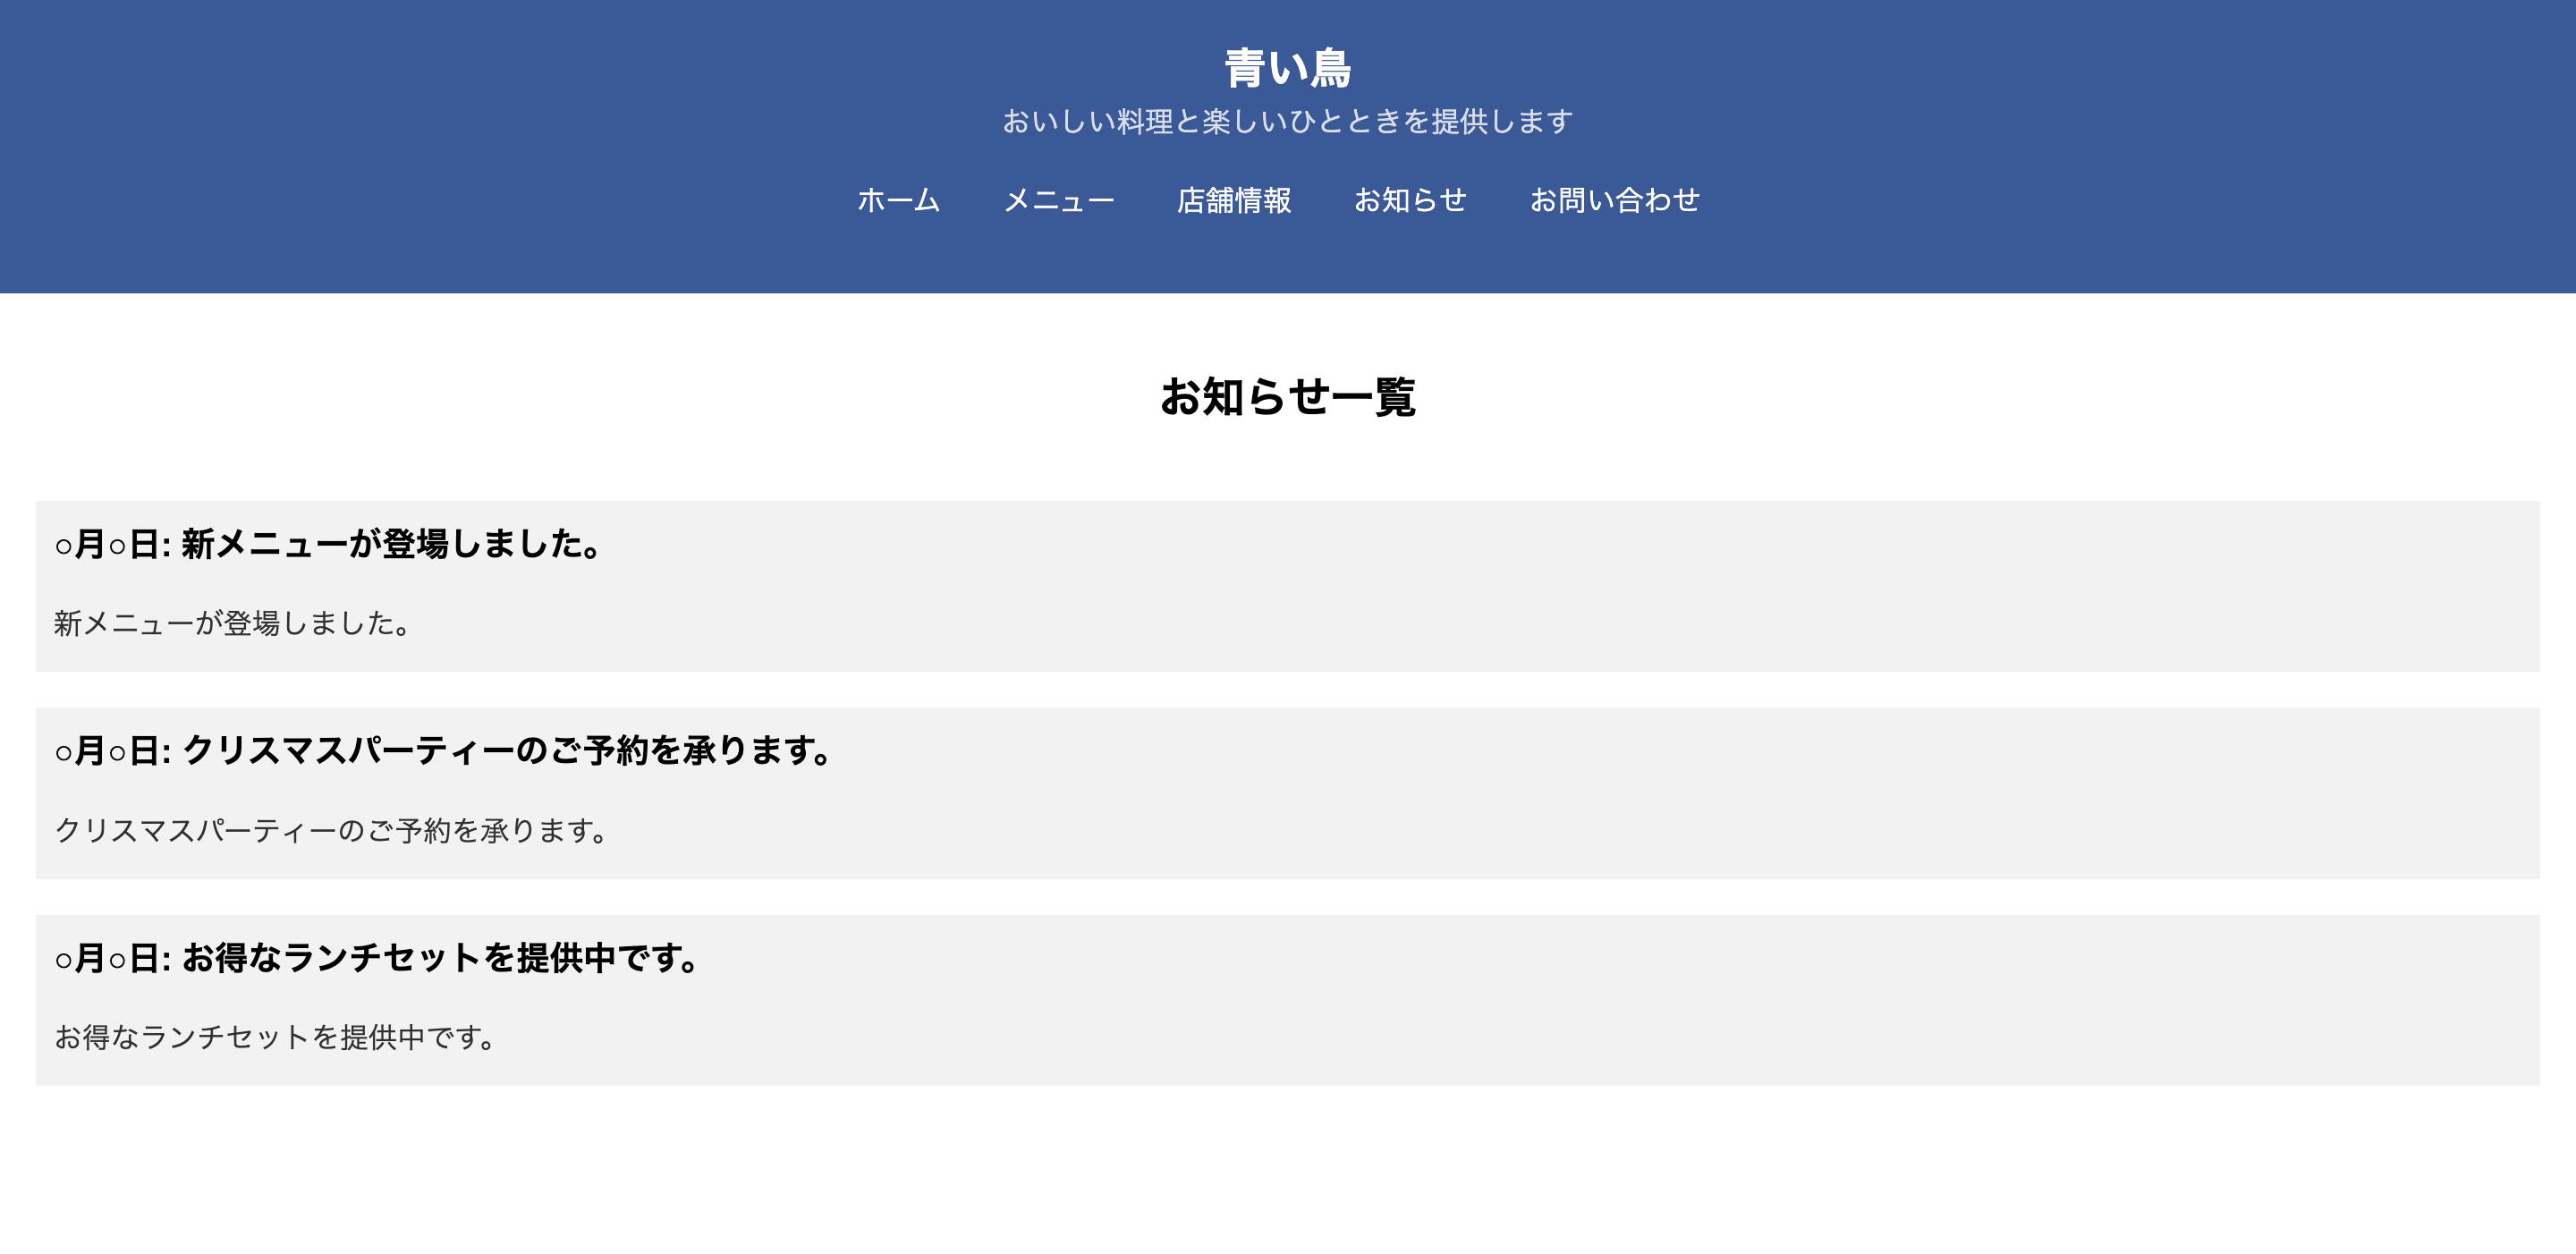 青い鳥
おいしい料理と楽しいひとときを提供します
ホーム メニュー 店舗情報 お知らせ お問い合わせ
お知らせ一覧
○月○日: 新メニューが登場しました。
新メニューが登場しました。
○月○日: クリスマスパーティーのご予約を承ります。
クリスマスパーティーのご予約を承ります。
○月○日: お得なランチセットを提供中です。
お得なランチセットを提供中です。